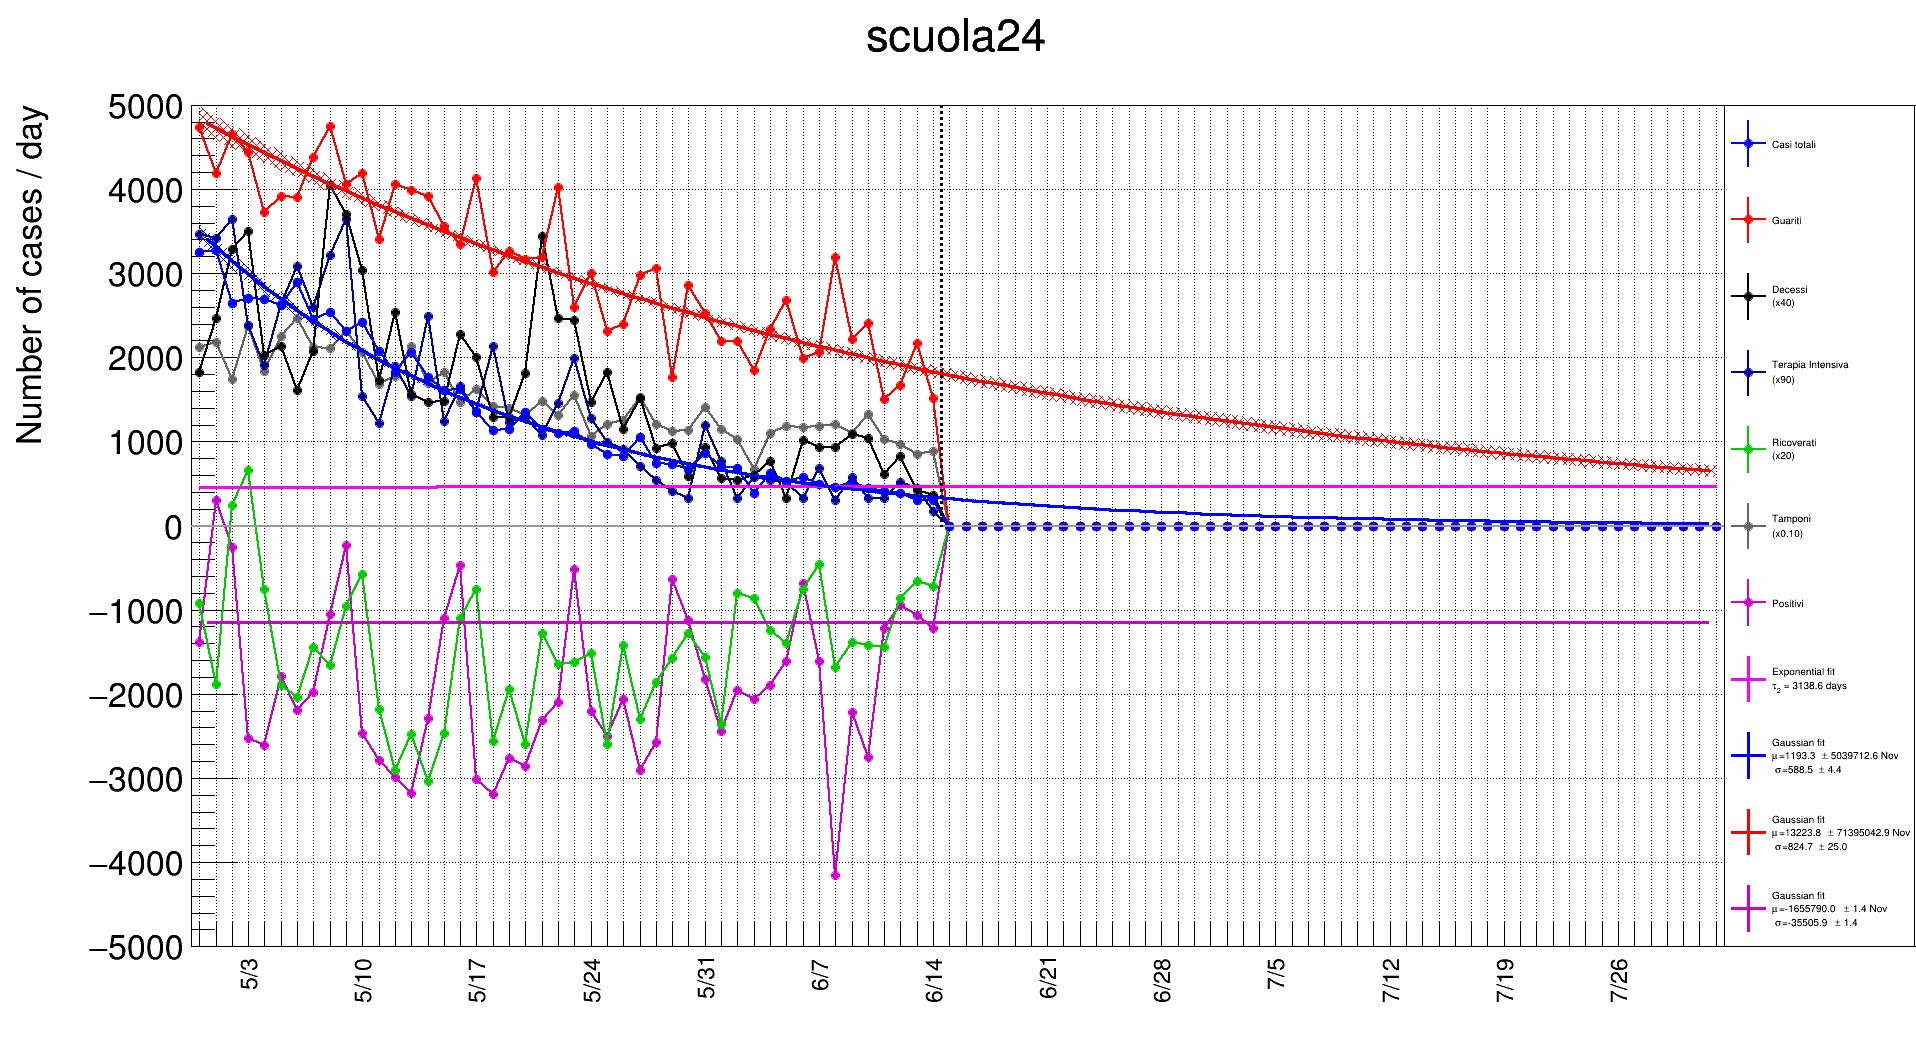 scuola24
Number of cases / day
5000
4000
3000
2000
1000
0
−1000
−2000
−3000
−4000
−5000
5/3
5/10
5/17
5/24
5/31
6/7
6/14
6/21
6/28
7/5
7/12
7/19
7/26
Casi totali
Guariti
Decessi
(x40)
Terapia Intensiva
(x90)
Ricoverati
(x20)
Tamponi
(x0.10)
Positivi
Exponential fit
τ₂ = 3138.6 days
Gaussian fit
μ=1193.3 ± 5039712.6 Nov
σ=588.5 ± 4.4
Gaussian fit
μ=13223.8 ± 71395042.9 Nov
σ=824.7 ± 25.0
Gaussian fit
μ=-1655790.0 ± 1.4 Nov
σ=-35505.9 ± 1.4